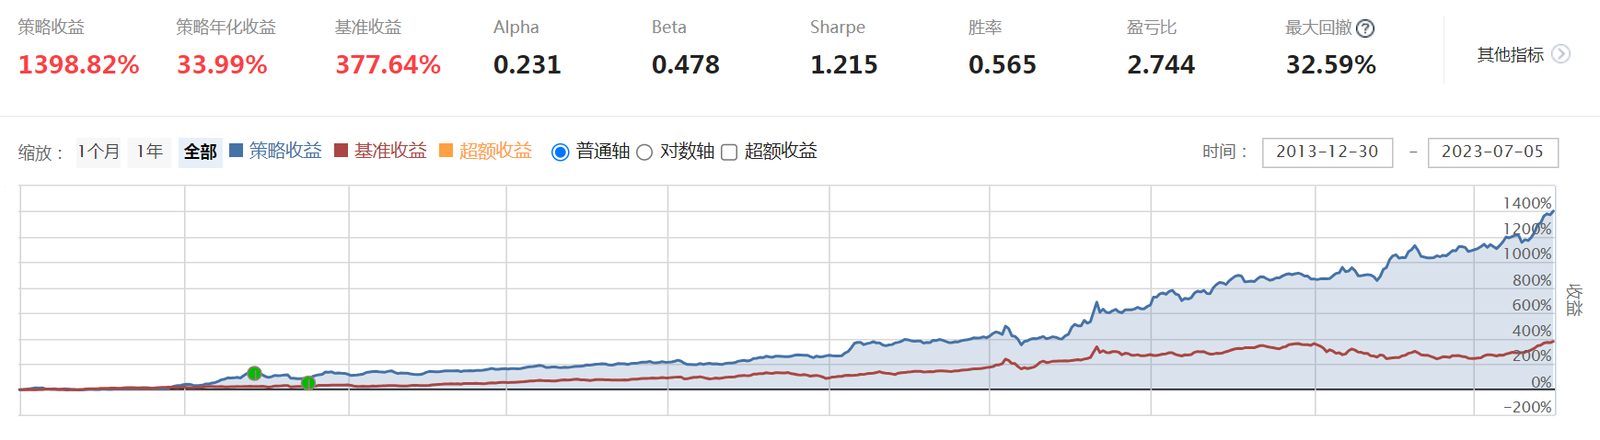 策略收益 策略年化收益 基准收益 Alpha Beta Sharpe 胜率 盈亏比 最大回撤 ?
1398.82% 33.99% 377.64% 0.231 0.478 1.215 0.565 2.744 32.59% 其他指标
缩放: 1个月 1年 全部 策略收益 基准收益 超额收益 普通轴 对数轴 超额收益 时间: 2013-12-30 – 2023-07-05
1400%
1200%
1000%
800%
600%
400%
200%
0%
-200%
收益